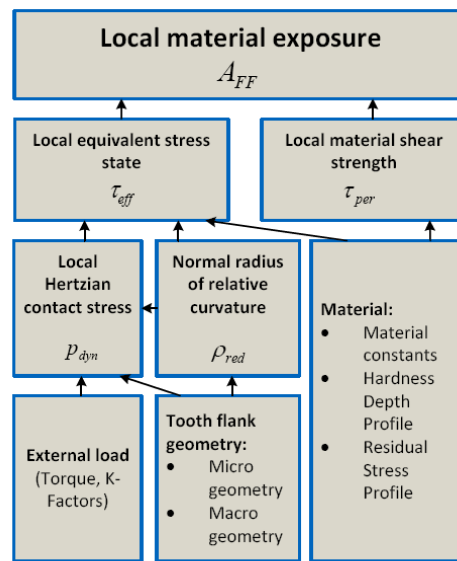 Local material exposure
A_FF
Local equivalent stress
state
τ_eff
Local material shear
strength
τ_per
Local
Hertzian
contact stress
p_dyn
Normal radius
of relative
curvature
ρ_red
Material:
• Material
constants
• Hardness
Depth
Profile
• Residual
Stress
Profile
External load
(Torque, K-
Factors)
Tooth flank
geometry:
• Micro
geometry
• Macro
geometry